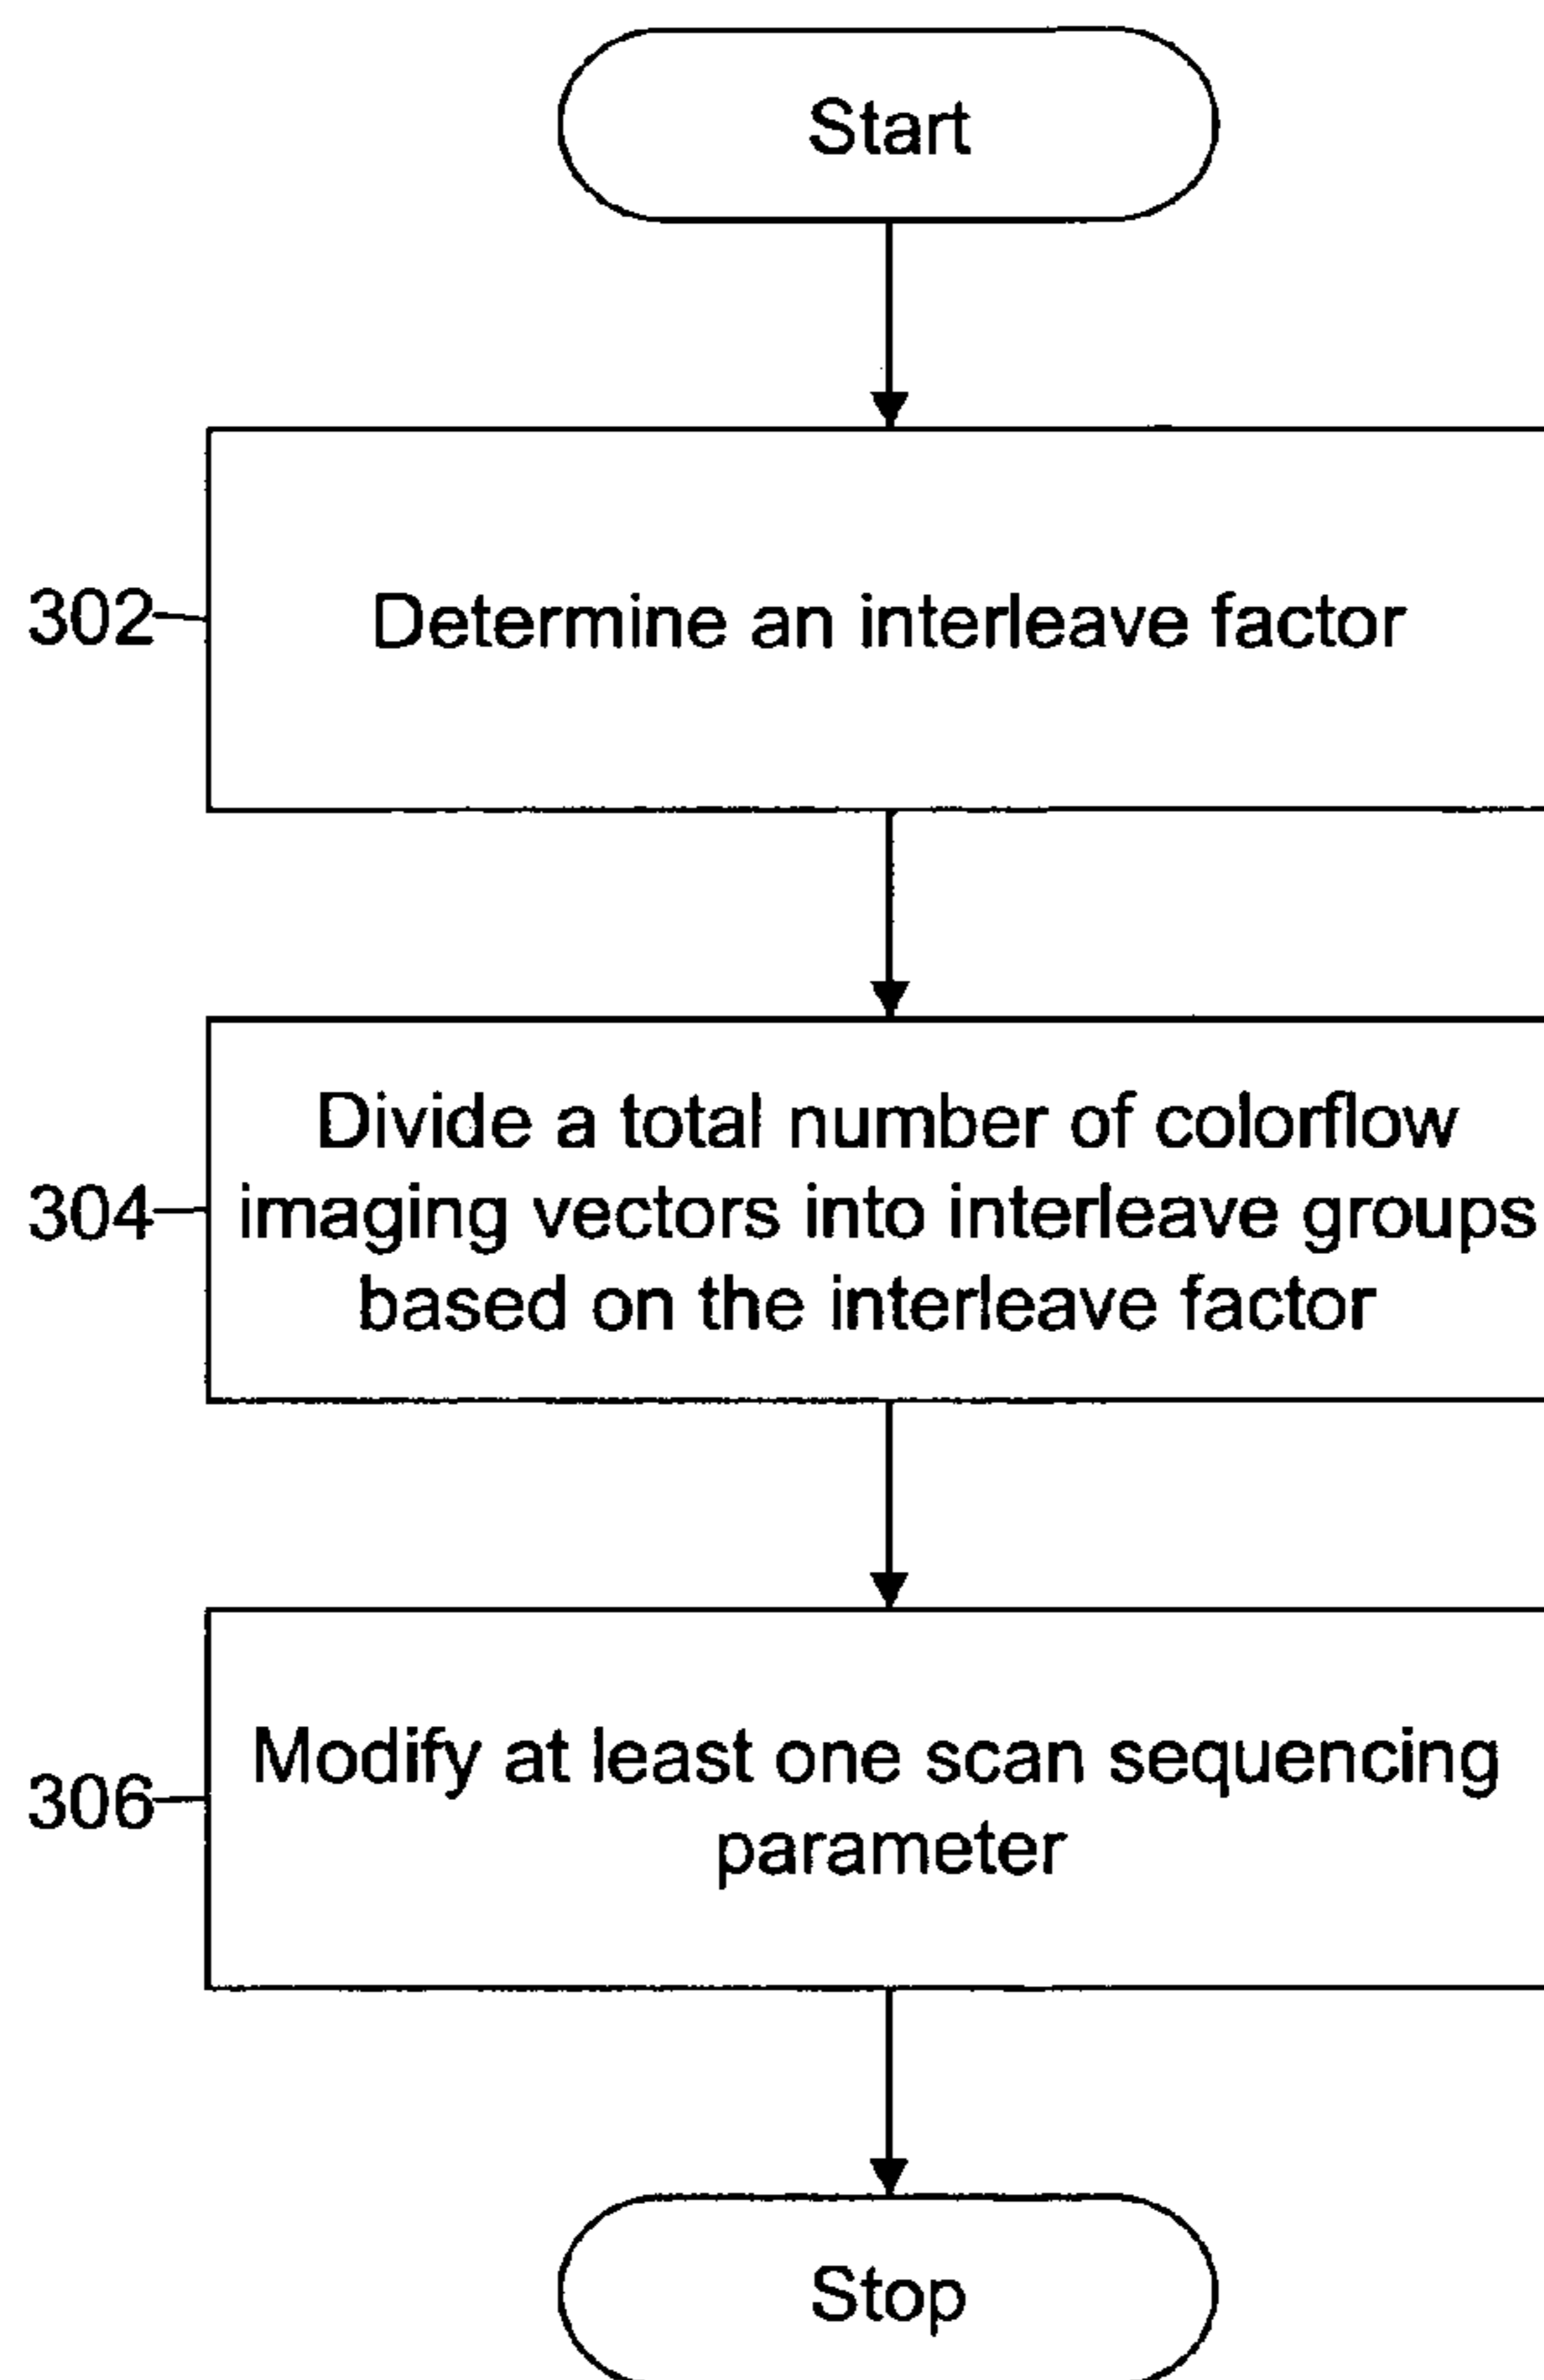 Start
302
Determine an interleave factor
304
Divide a total number of colorflow
imaging vectors into interleave groups
based on the interleave factor
306
Modify at least one scan sequencing
parameter
Stop